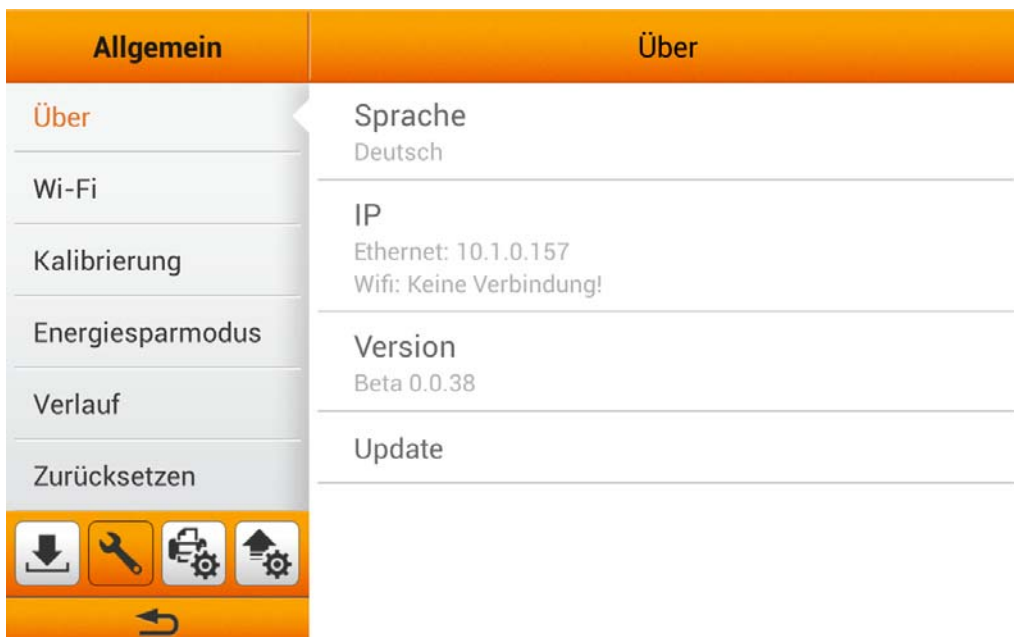 Allgemein
Über
Über
Wi-Fi
Kalibrierung
Energiesparmodus
Verlauf
Zurücksetzen
Sprache
Deutsch
IP
Ethernet: 10.1.0.157
Wifi: Keine Verbindung!
Version
Beta 0.0.38
Update